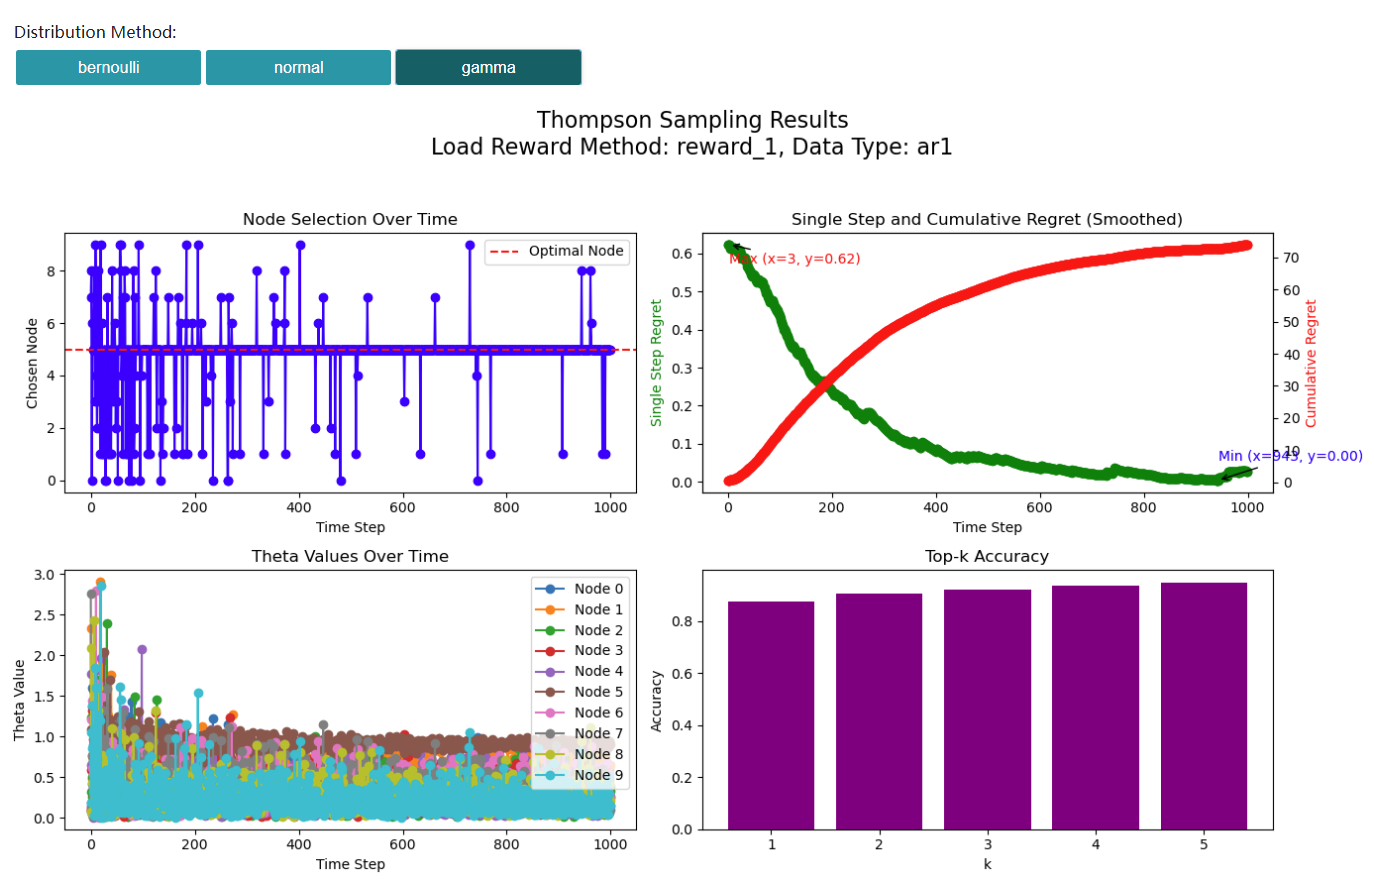 Distribution Method:
bernoulli normal gamma
Thompson Sampling Results
Load Reward Method: reward_1, Data Type: ar1
Node Selection Over Time
Optimal Node
Chosen Node
8
6
4
2
0
0 200 400 600 800 1000
Time Step
Single Step and Cumulative Regret (Smoothed)
Max (x=3, y=0.62)
Min (x=943, y=0.00)
Single Step Regret
0.6
0.5
0.4
0.3
0.2
0.1
0.0
Cumulative Regret
70
60
50
40
30
20
10
0
0 200 400 600 800 1000
Time Step
Theta Values Over Time
Theta Value
3.0
2.5
2.0
1.5
1.0
0.5
0.0
Node 0
Node 1
Node 2
Node 3
Node 4
Node 5
Node 6
Node 7
Node 8
Node 9
0 200 400 600 800 1000
Time Step
Top-k Accuracy
Accuracy
0.8
0.6
0.4
0.2
0.0
1 2 3 4 5
k